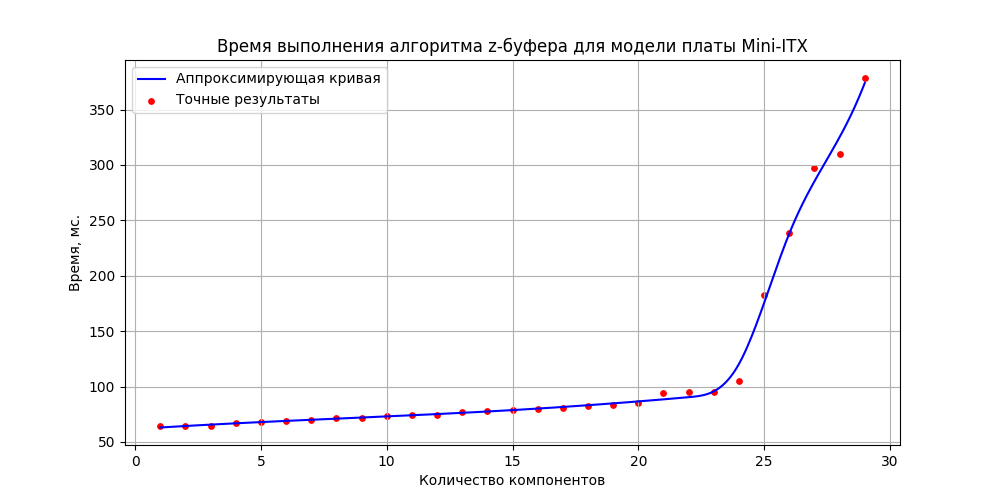 Время выполнения алгоритма z-буфера для модели платы Mini-ITX
Аппроксимирующая кривая
Точные результаты
Время, мс.
350
300
250
200
150
100
50
0
5
10
15
20
25
30
Количество компонентов